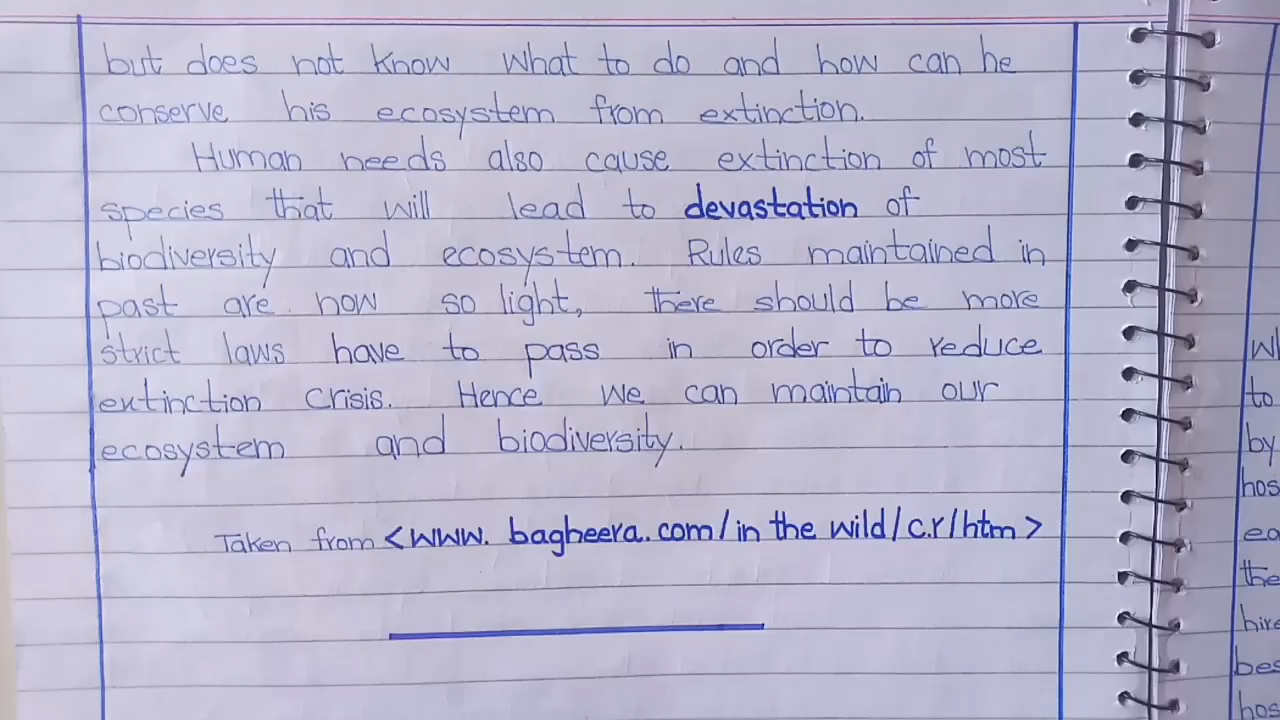 but does not know what to do and how can he
conserve his ecosystem from extinction.
Human needs also cause extinction of most
species that will lead to devastation of
biodiversity and ecosystem. Rules maintained in
past are now so light, there should be more
strict laws have to pass in order to reduce
extinction crisis. Hence we can maintain our
ecosystem and biodiversity.
Taken from <www. bagheera.com/in the wild/c.r/htm>
to
by
the